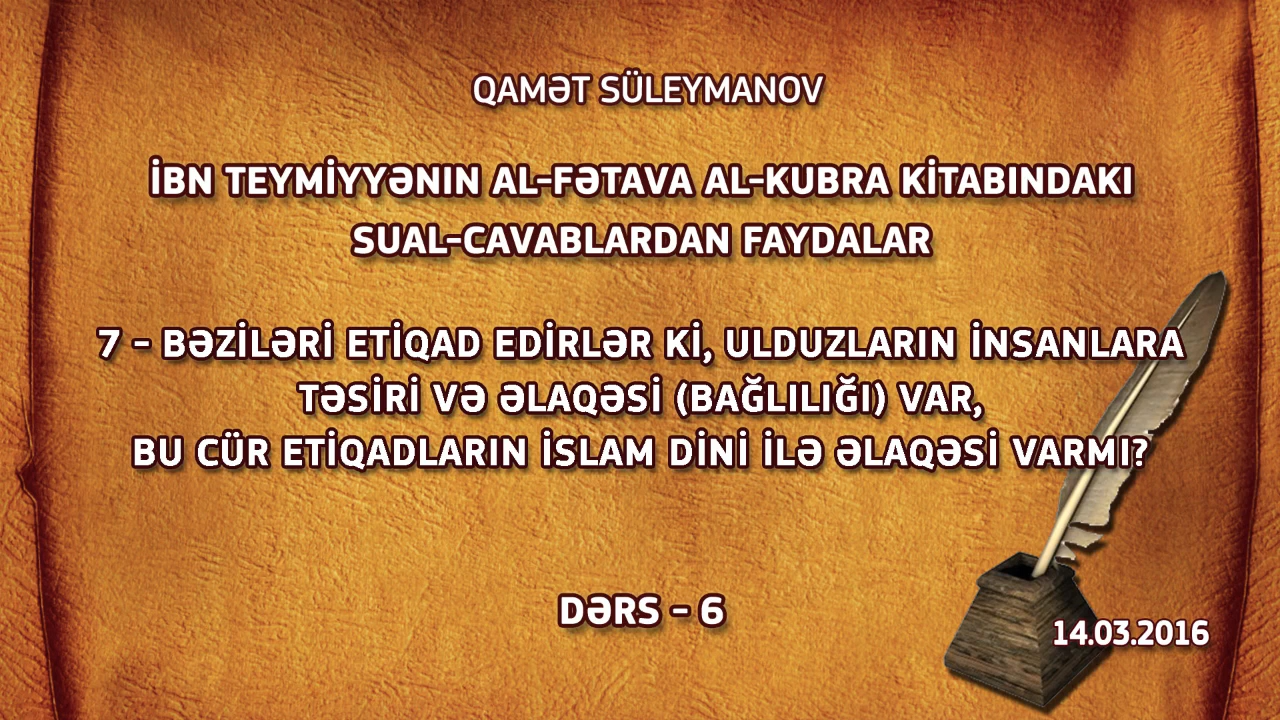 QAMƏT SÜLEYMANOV
İBN TEYMİYYƏNIN AL-FƏTAVA AL-KUBRA KİTABINDAKI
SUAL-CAVABLARDAN FAYDALAR
7 - BƏZİLƏRİ ETİQAD EDİRLƏR Kİ, ULDUZLARIN İNSANLARA
TƏSİRİ VƏ ƏLAQƏSİ (BAĞLILIĞI) VAR,
BU CÜR ETİQADLARIN İSLAM DİNİ İLƏ ƏLAQƏSİ VARMI?
DƏRS - 6
14.03.2016